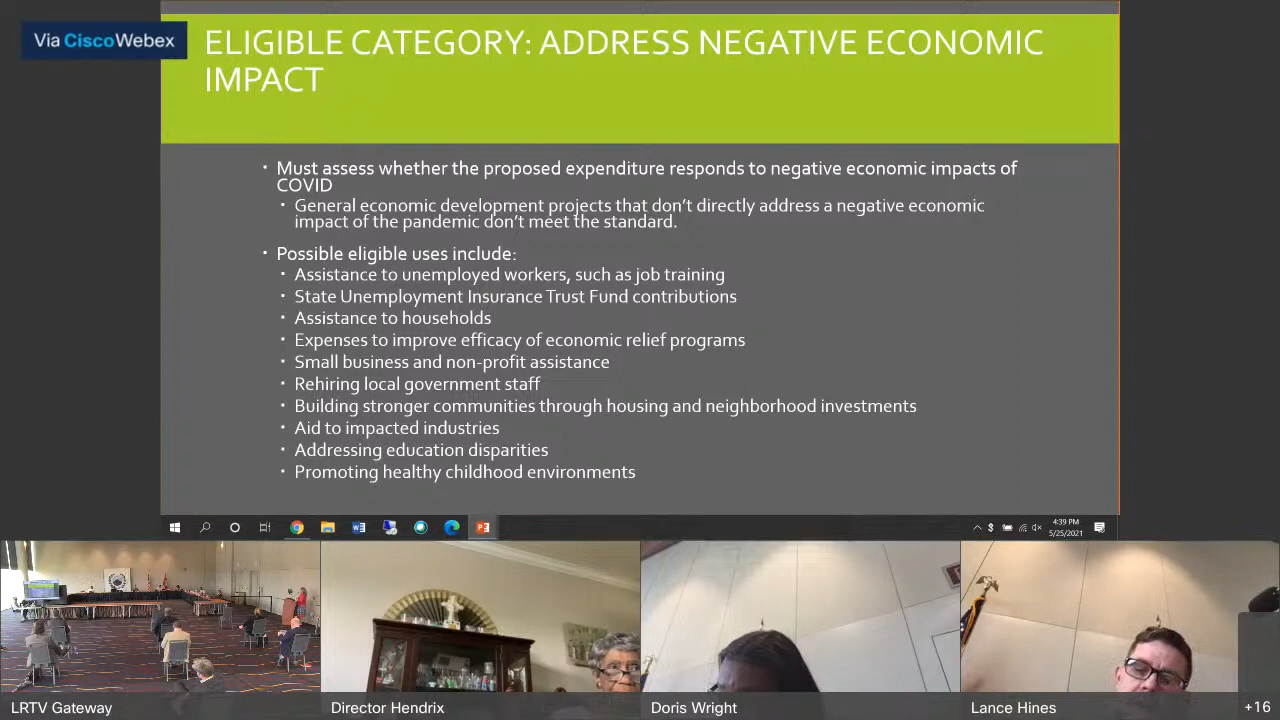 Via Cisco Webex
ELIGIBLE CATEGORY: ADDRESS NEGATIVE ECONOMIC
IMPACT
• Must assess whether the proposed expenditure responds to negative economic impacts of
COVID
• General economic development projects that don't directly address a negative economic
impact of the pandemic don't meet the standard.
• Possible eligible uses include:
• Assistance to unemployed workers, such as job training
• State Unemployment Insurance Trust Fund contributions
• Assistance to households
• Expenses to improve efficacy of economic relief programs
• Small business and non-profit assistance
• Rehiring local government staff
• Building stronger communities through housing and neighborhood investments
• Aid to impacted industries
• Addressing education disparities
• Promoting healthy childhood environments
4:39 PM
5/25/2021
LRTV Gateway
Director Hendrix
Doris Wright
Lance Hines
+16